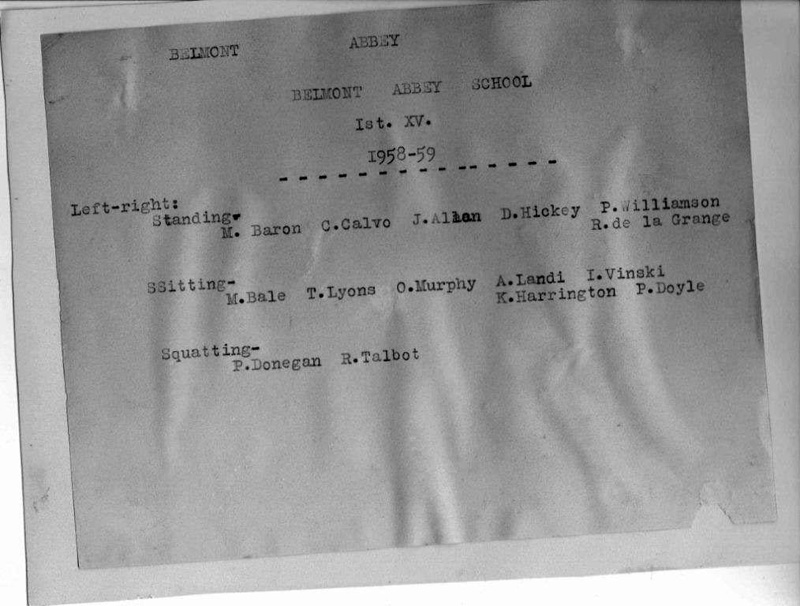 BELMONT ABBEY
BELMONT ABBEY SCHOOL
Ist. XV.
1958-59
Left-right:
Standing-
M. Baron C.Calvo J.Allan D.Hickey P.Williamson
R.de la Grange
SSitting-
M.Bale T.Lyons O.Murphy A.Landi I.Vinski
K.Harrington P.Doyle
Squatting-
P.Donegan R.Talbot